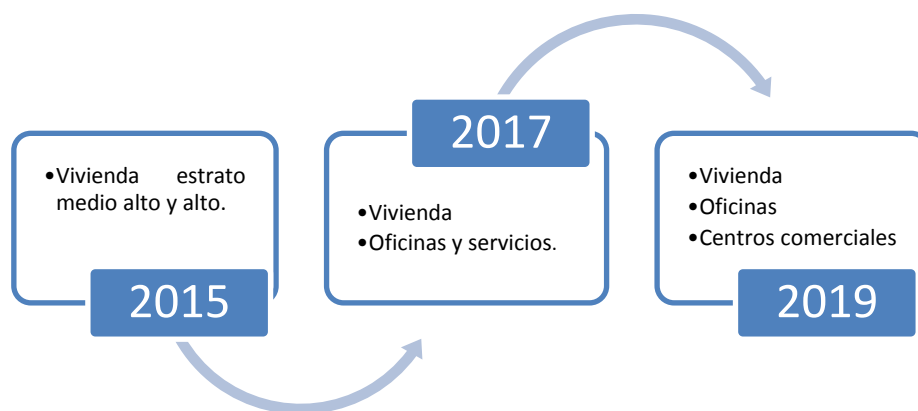 •Vivienda estrato
medio alto y alto.
2015
2017
•Vivienda
•Oficinas y servicios.
•Vivienda
•Oficinas
•Centros comerciales
2019